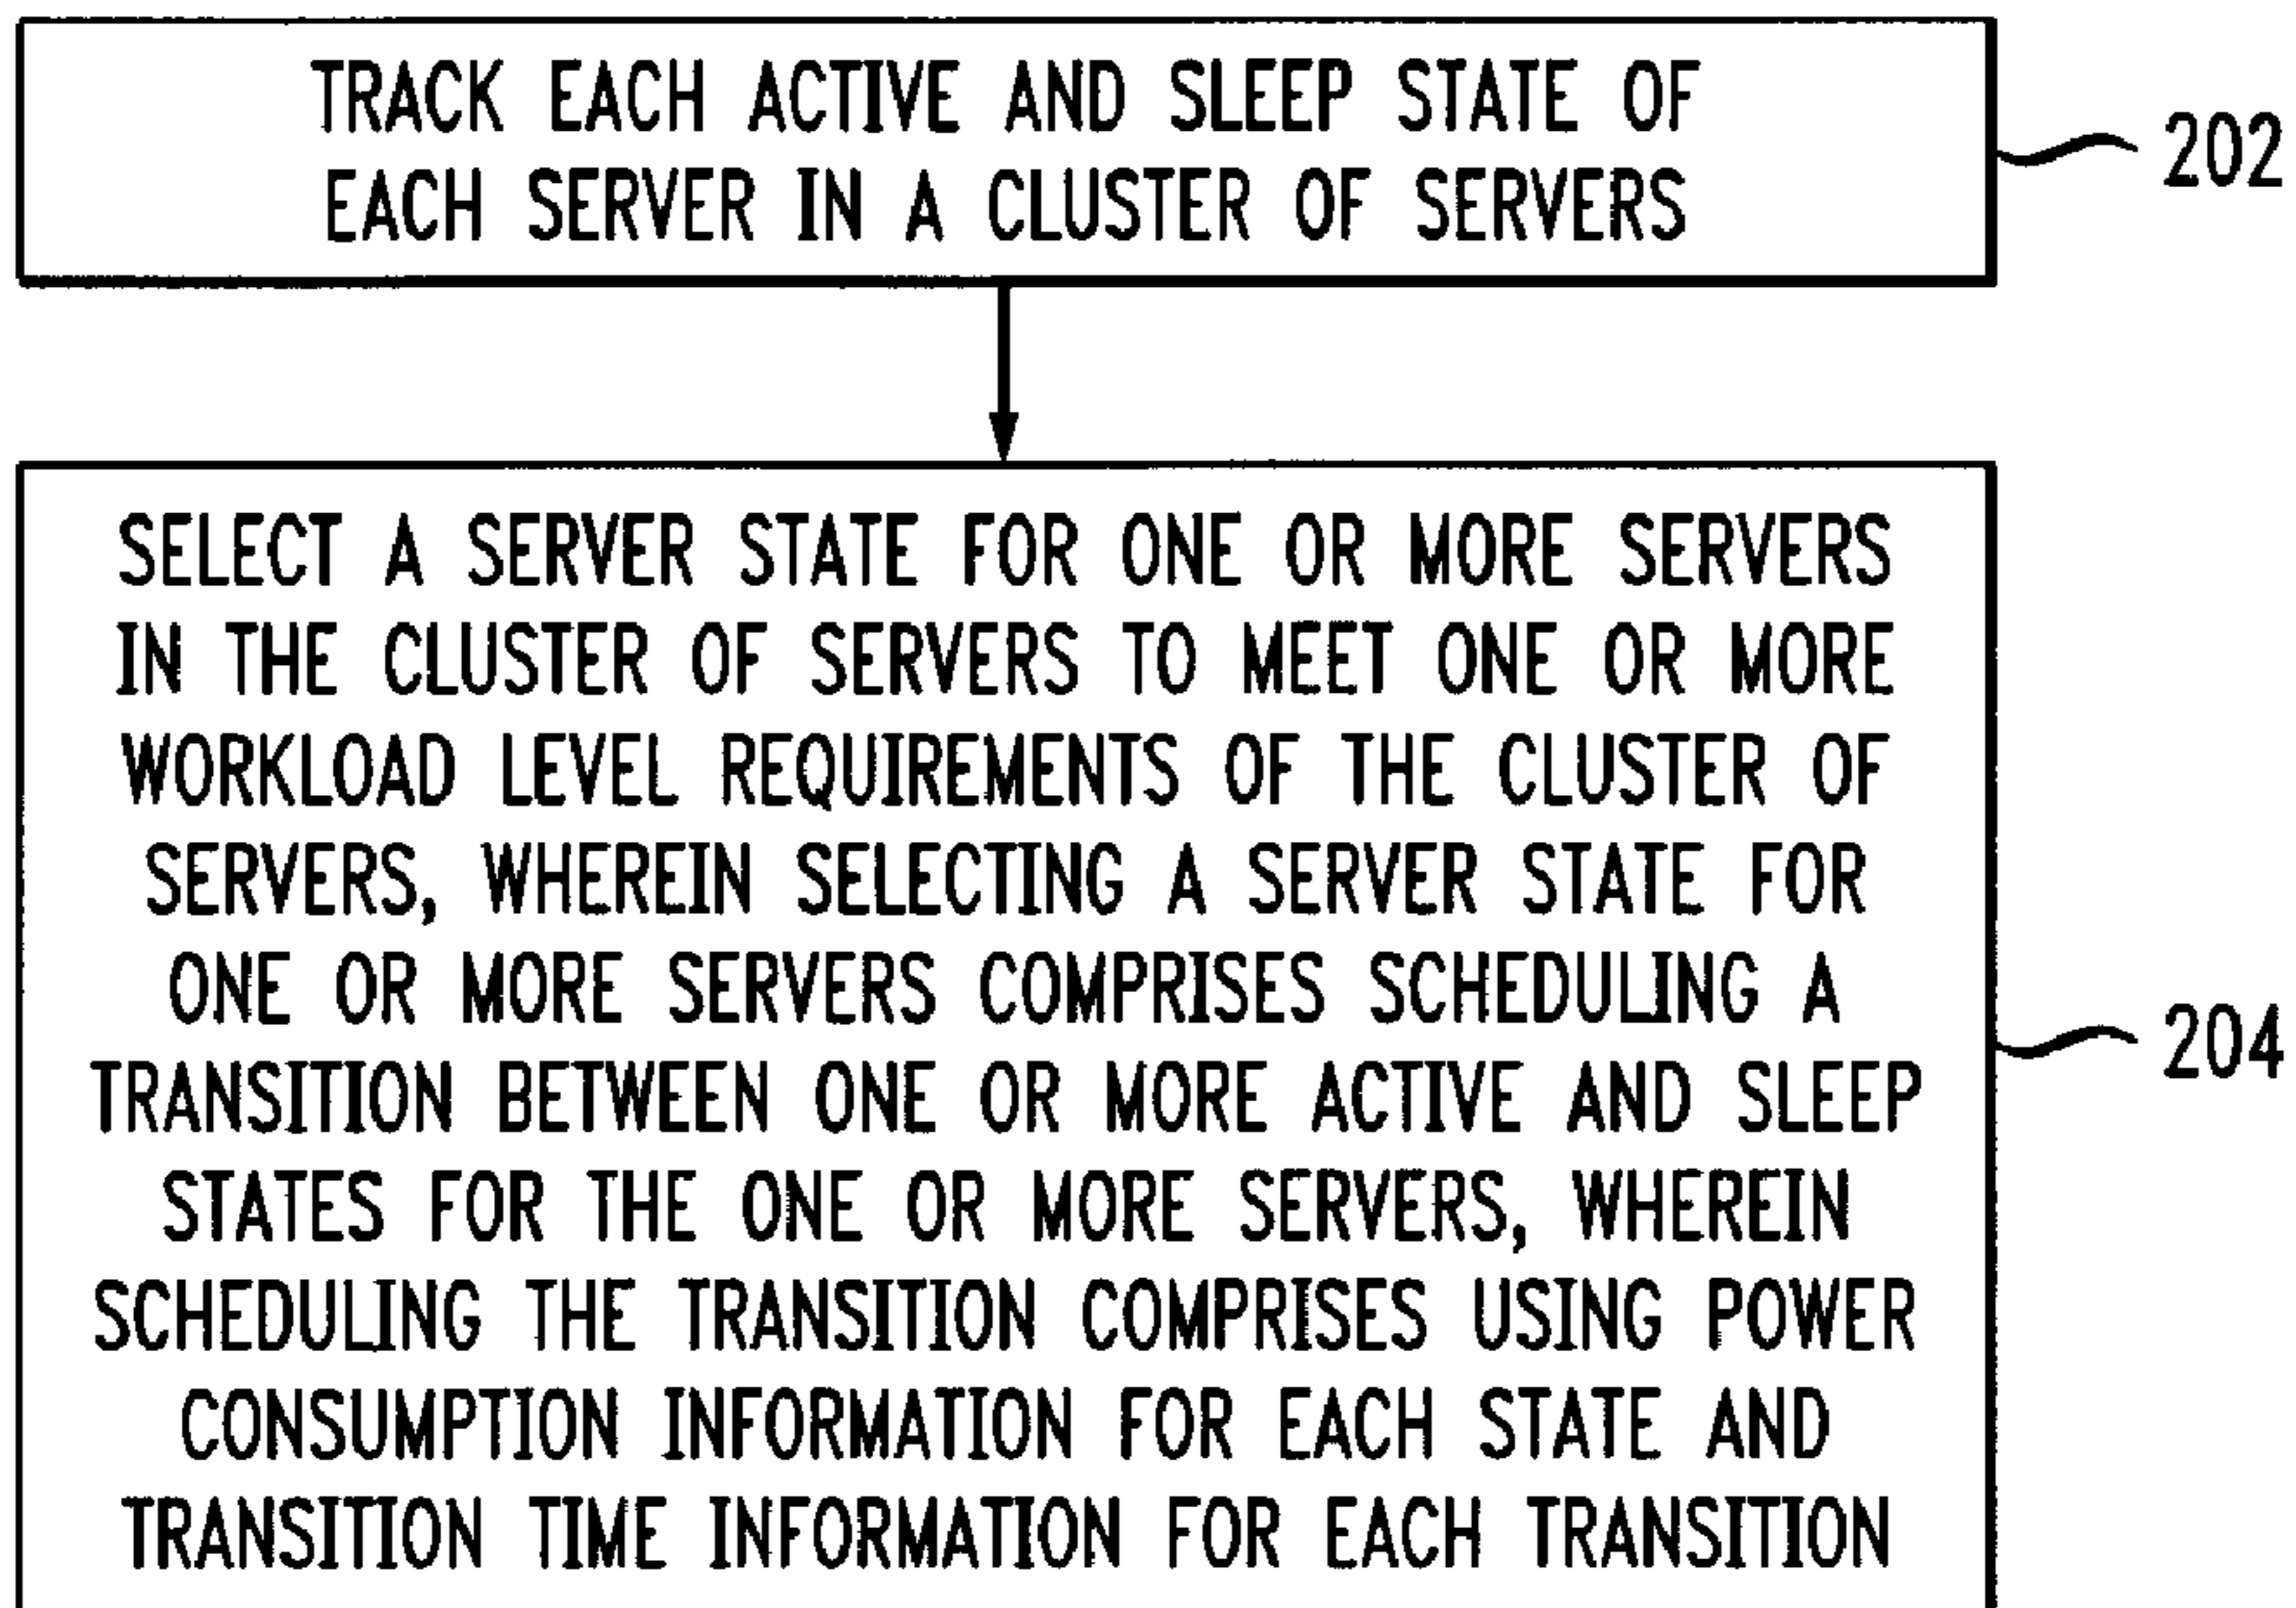 TRACK EACH ACTIVE AND SLEEP STATE OF
EACH SERVER IN A CLUSTER OF SERVERS
202
SELECT A SERVER STATE FOR ONE OR MORE SERVERS
IN THE CLUSTER OF SERVERS TO MEET ONE OR MORE
WORKLOAD LEVEL REQUIREMENTS OF THE CLUSTER OF
SERVERS, WHEREIN SELECTING A SERVER STATE FOR
ONE OR MORE SERVERS COMPRISES SCHEDULING A
TRANSITION BETWEEN ONE OR MORE ACTIVE AND SLEEP
STATES FOR THE ONE OR MORE SERVERS, WHEREIN
SCHEDULING THE TRANSITION COMPRISES USING POWER
CONSUMPTION INFORMATION FOR EACH STATE AND
TRANSITION TIME INFORMATION FOR EACH TRANSITION
204